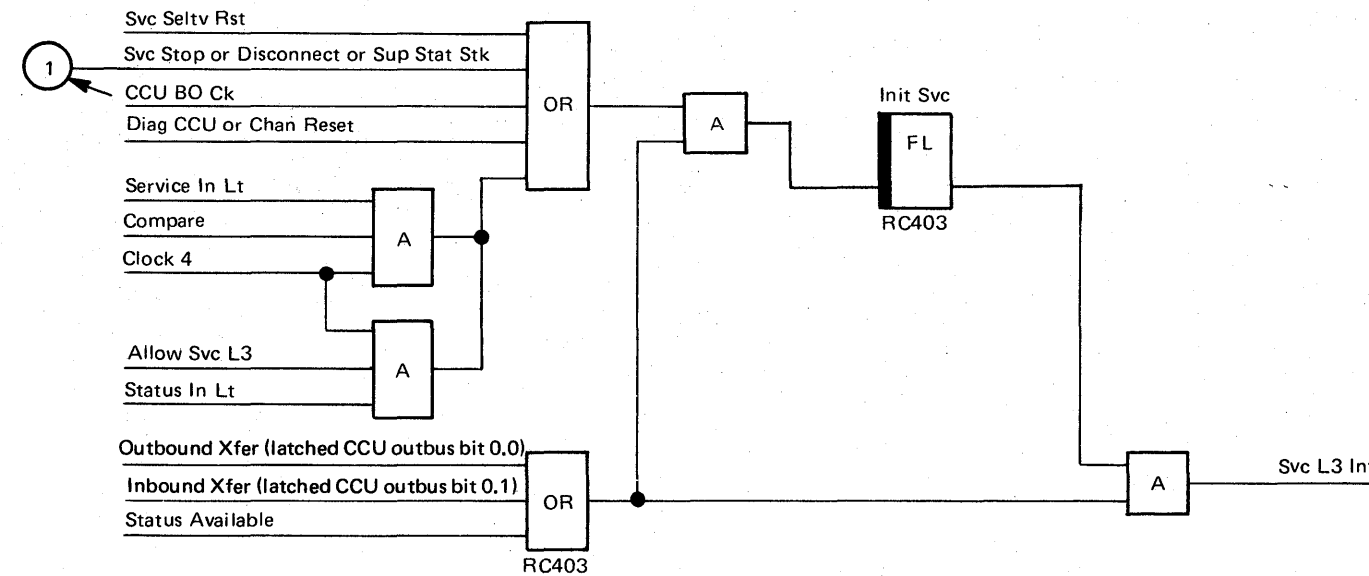 Svc Seltv Rst
Svc Stop or Disconnect or Sup Stat Stk
1
CCU BO Ck
Diag CCU or Chan Reset
OR
A
Init Svc
FL
RC403
Service In Lt
Compare
Clock 4
A
Allow Svc L3
Status In Lt
A
Outbound Xfer (latched CCU outbus bit 0.0)
Inbound Xfer (latched CCU outbus bit 0.1)
Status Available
OR
RC403
A
Svc L3 Int